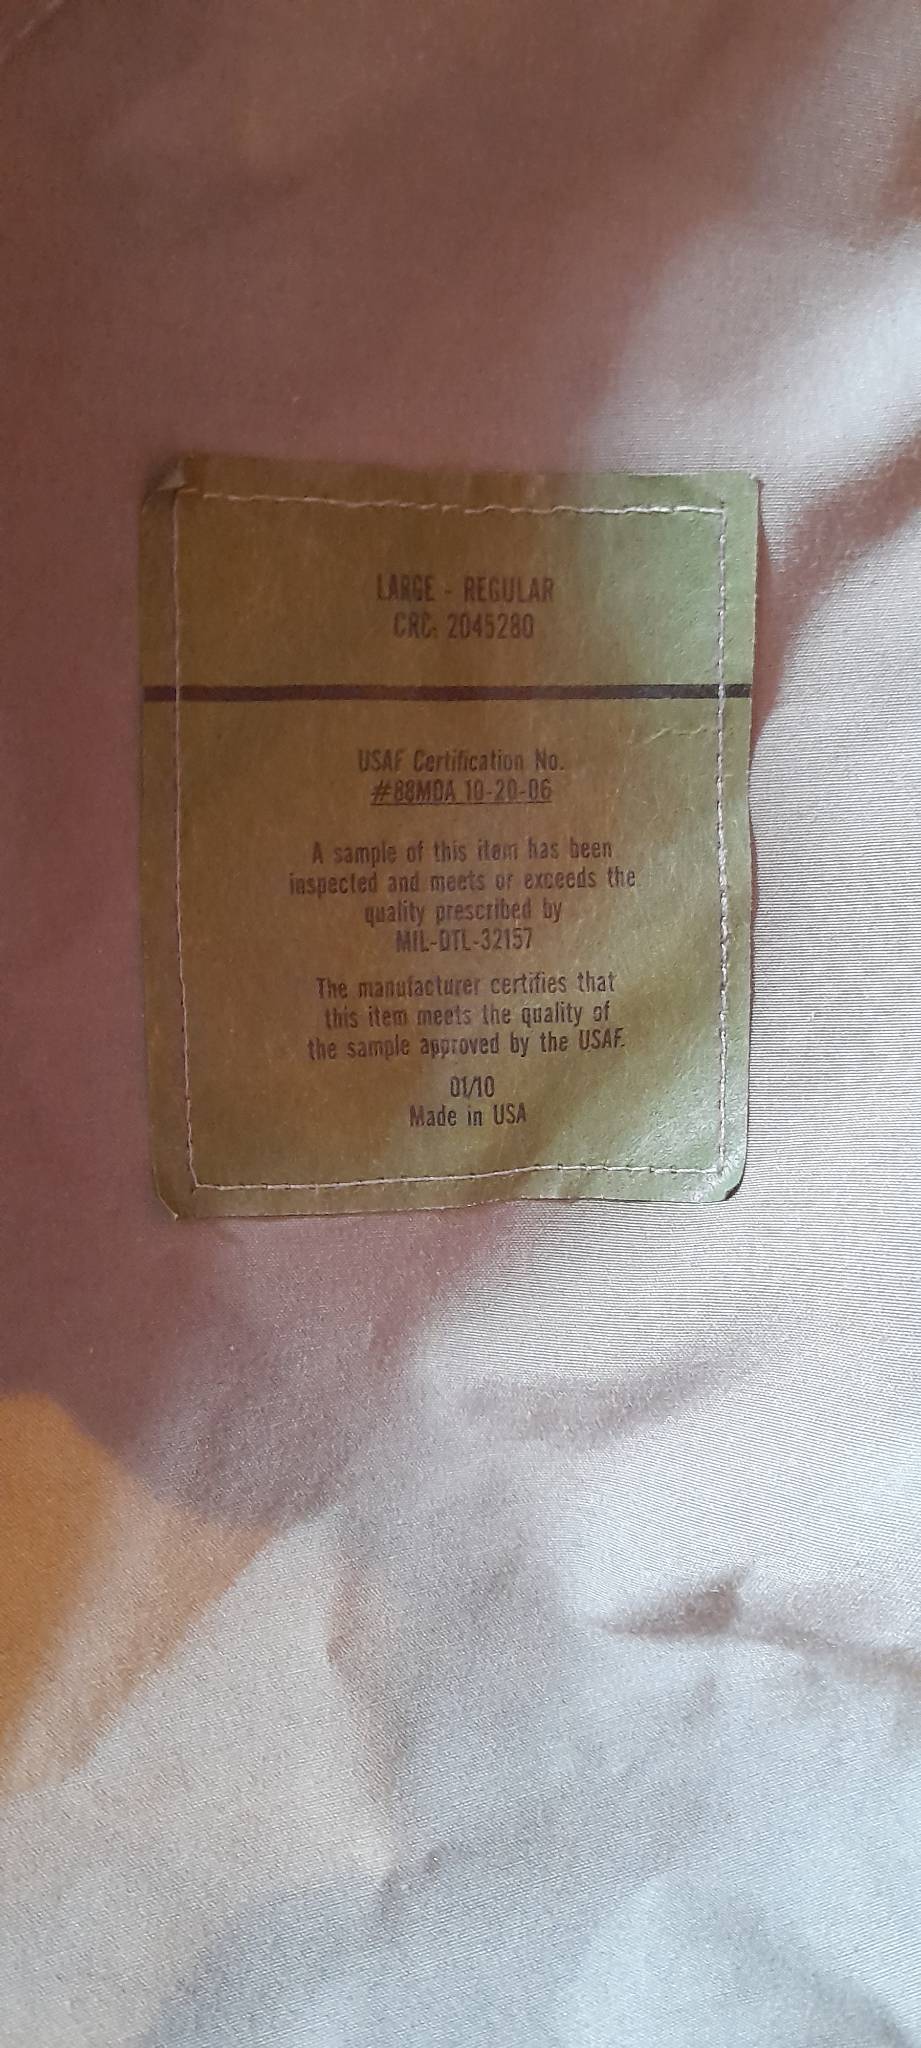 LARGE - REGULAR
CRC: 2045280
USAF Certification No.
#88MDA 10-20-06
A sample of this item has been
inspected and meets or exceeds the
quality prescribed by
MIL-DTL-32157
The manufacturer certifies that
this item meets the quality of
the sample approved by the USAF.
01/10
Made in USA